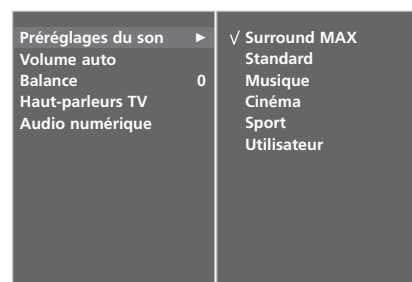 Préréglages du son ►
Volume auto
Balance 0
Haut-parleurs TV
Audio numérique
√ Surround MAX
Standard
Musique
Cinéma
Sport
Utilisateur